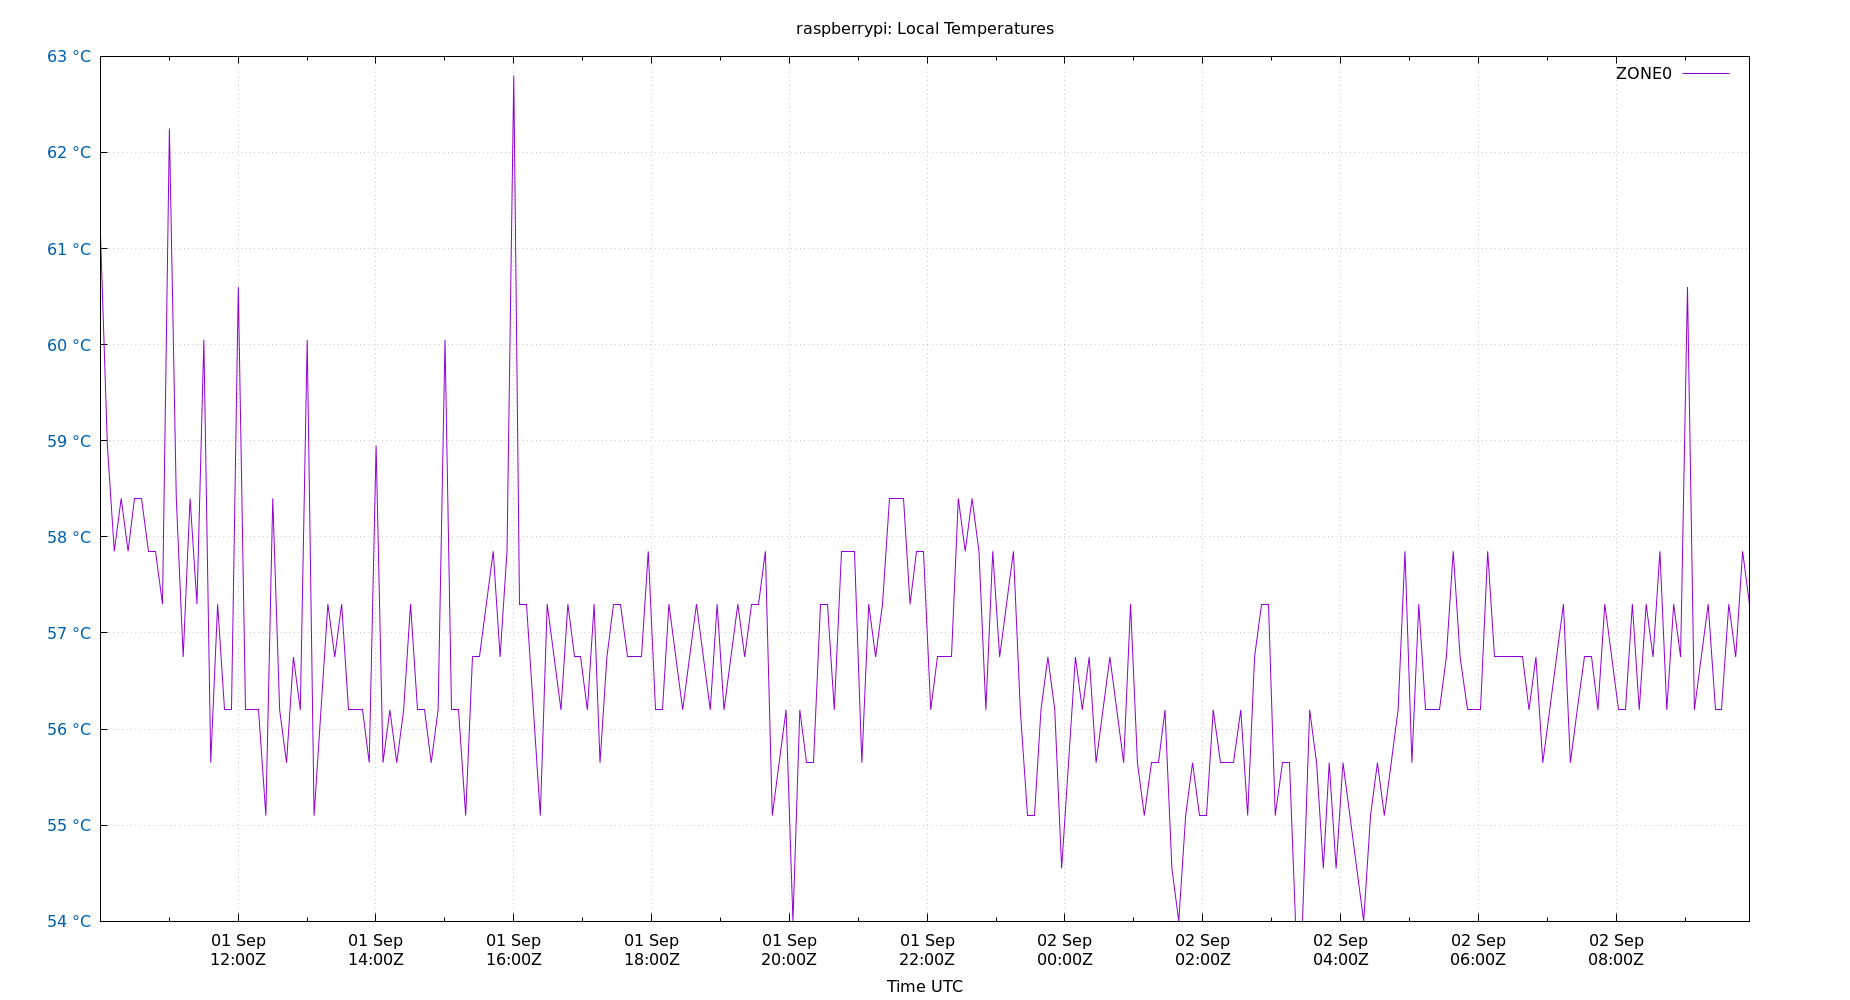 raspberrypi: Local Temperatures
63 °C
ZONE0
62 °C
61 °C
60 °C
59 °C
58 °C
57 °C
56 °C
55 °C
54 °C
01 Sep 01 Sep 01 Sep 01 Sep 01 Sep 01 Sep 02 Sep 02 Sep 02 Sep 02 Sep 02 Sep
12:00Z 14:00Z 16:00Z 18:00Z 20:00Z 22:00Z 00:00Z 02:00Z 04:00Z 06:00Z 08:00Z
Time UTC